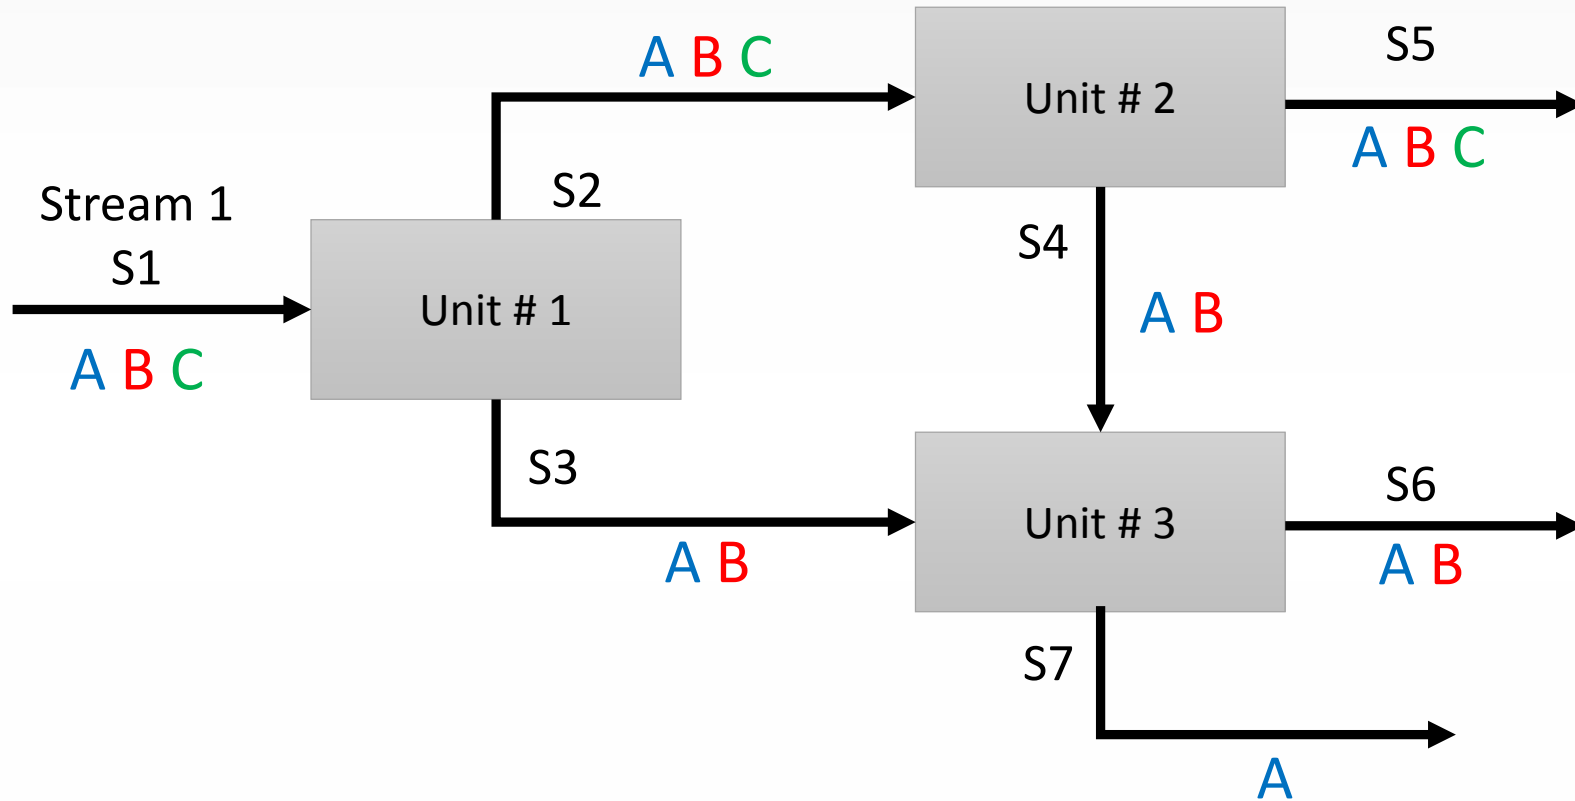 A B C
S5
Unit # 2
A B C
Stream 1
S1
S2
S4
Unit # 1
A B
A B C
S3
S6
Unit # 3
A B
A B
S7
A